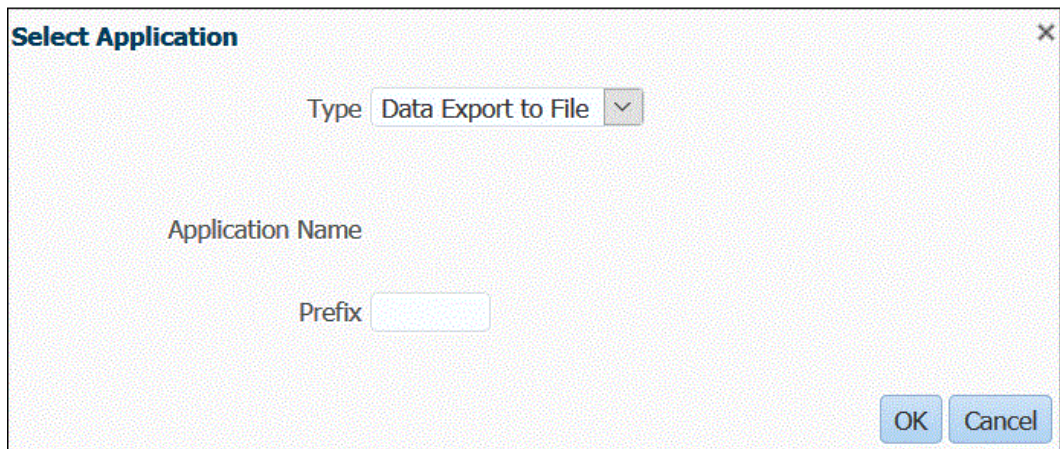 Select Application
Type Data Export to File
Application Name
Prefix
OK Cancel